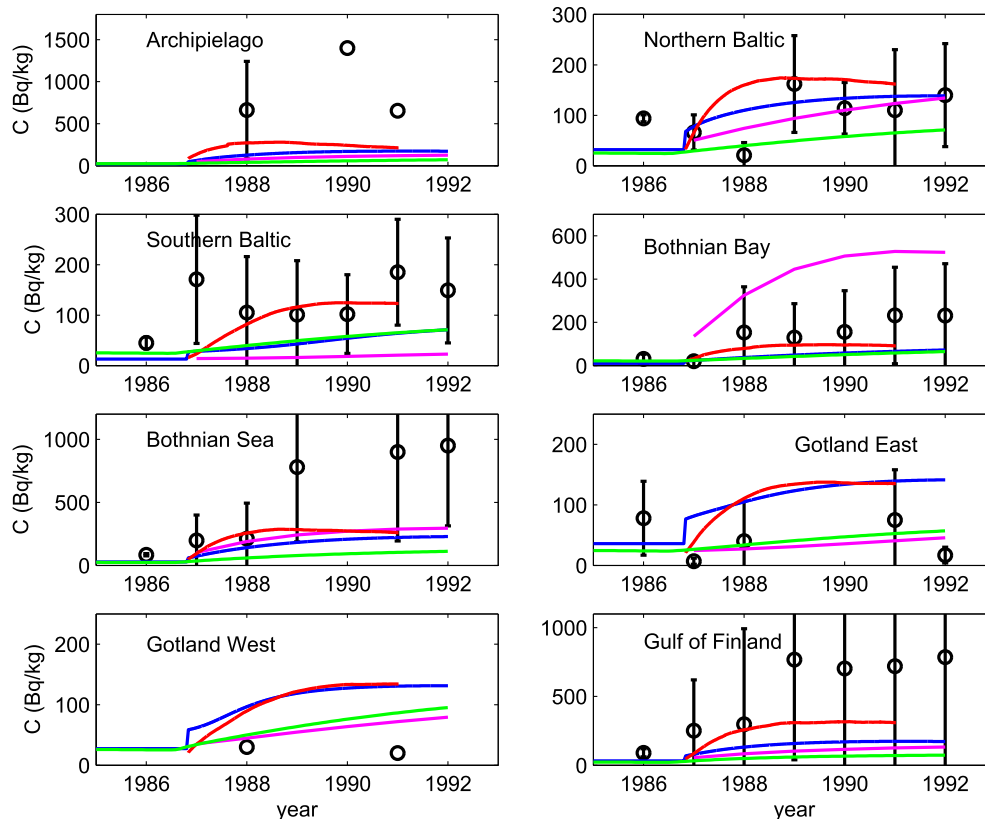 Archipielago
C (Bq/kg)
1500
1000
500
0
1986 1988 1990 1992
Northern Baltic
300
200
100
0
1986 1988 1990 1992
Southern Baltic
C (Bq/kg)
300
200
100
0
1986 1988 1990 1992
Bothnian Bay
600
400
200
0
1986 1988 1990 1992
Bothnian Sea
C (Bq/kg)
1000
500
0
1986 1988 1990 1992
Gotland East
200
100
0
1986 1988 1990 1992
Gotland West
C (Bq/kg)
200
100
0
1986 1988 1990 1992
year
Gulf of Finland
1000
500
0
1986 1988 1990 1992
year